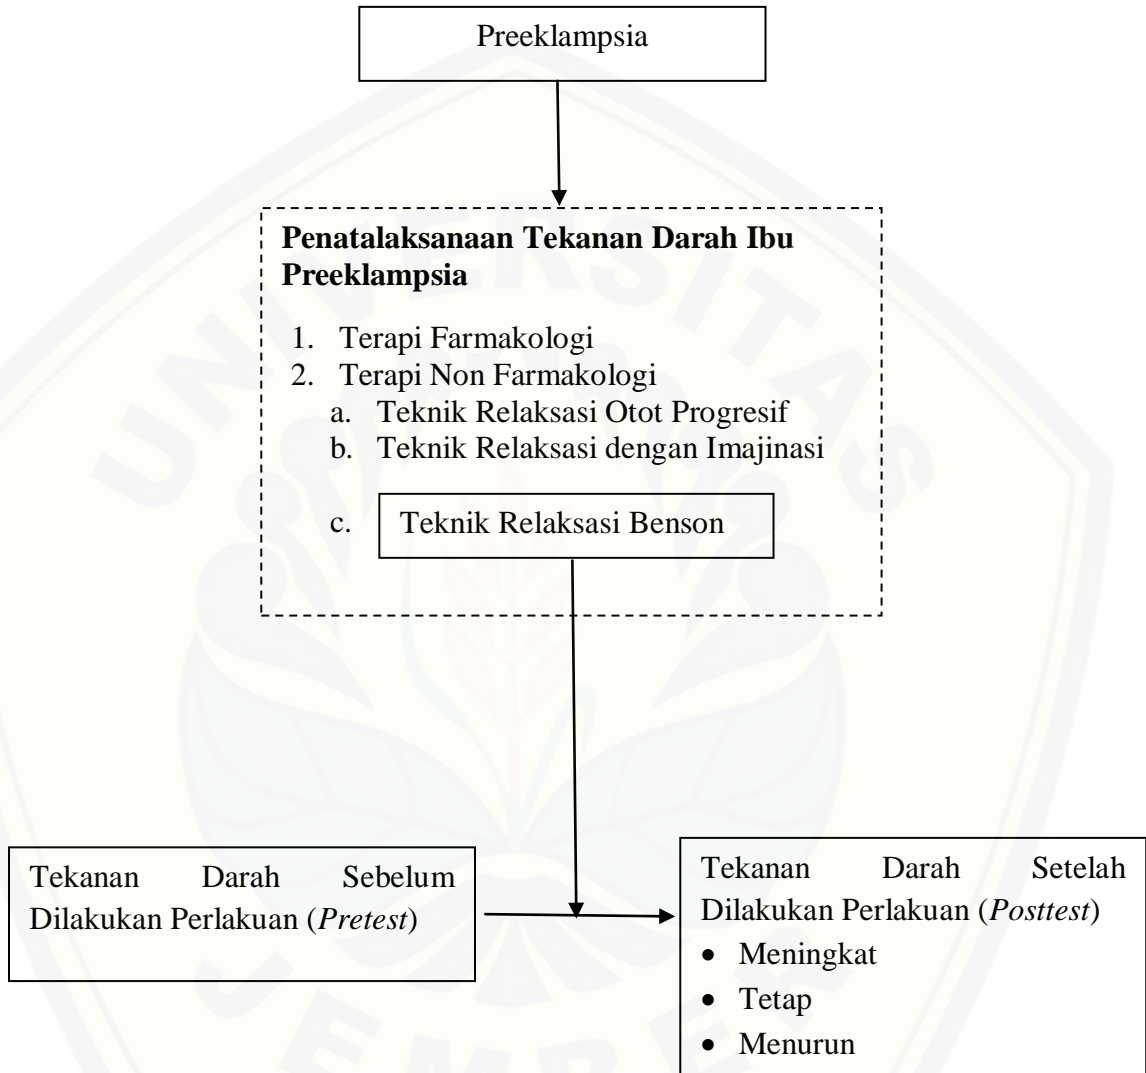 Preeklampsia
UNIVERSITAS
Penatalaksanaan Tekanan Darah Ibu
Preeklampsia
1. Terapi Farmakologi
2. Terapi Non Farmakologi
a. Teknik Relaksasi Otot Progresif
b. Teknik Relaksasi dengan Imajinasi
c. Teknik Relaksasi Benson
Tekanan Darah Sebelum
Dilakukan Perlakuan (Pretest)
Tekanan Darah Setelah
Dilakukan Perlakuan (Posttest)
• Meningkat
• Tetap
• Menurun
JEMBER